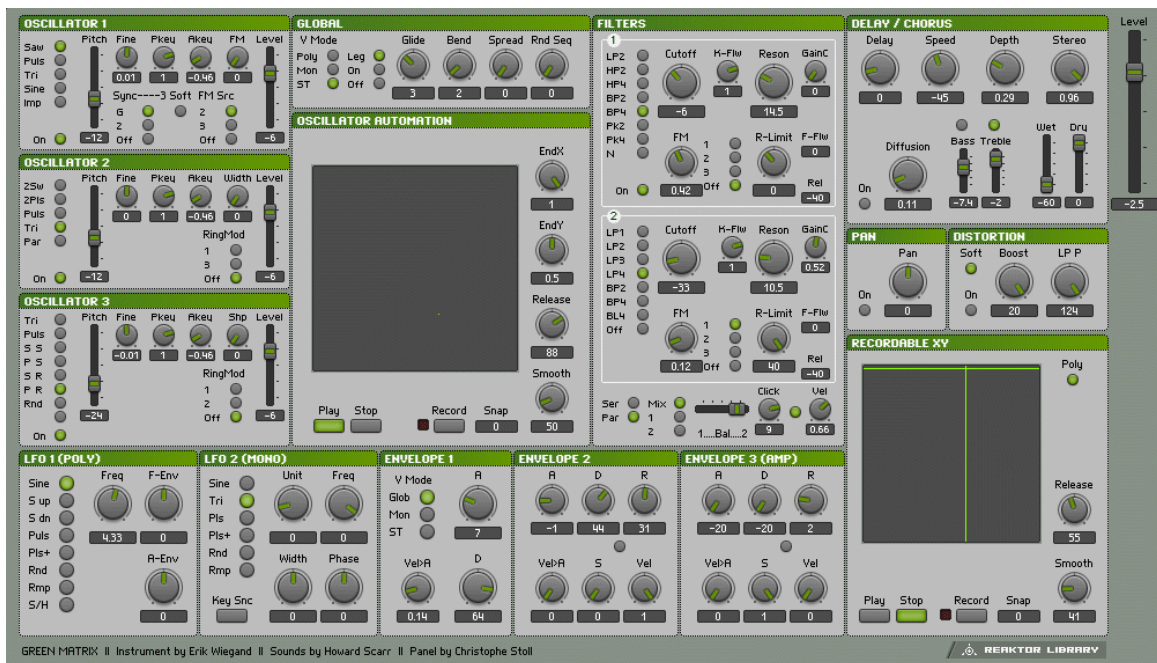 OSCILLATOR 1
Saw
Puls
Tri
Sine
Imp
On
Pitch Fine Pkey Akey FM Level
0.01 1 -0.46 0
Sync----3 Soft FM Src
G 2
2 3
Off Off
-12 -6
OSCILLATOR 2
2Sw
2Pls
Puls
Tri
Par
On
Pitch Fine Pkey Akey Width Level
0 1 -0.46 0
RingMod
1
3
Off
-12 -6
OSCILLATOR 3
Tri
Puls
S S
P S
S R
P R
Rnd
On
Pitch Fine Pkey Akey Shp Level
-0.01 1 -0.46 0
RingMod
1
2
Off
-24 -6
GLOBAL
V Mode Glide Bend Spread Rnd Seq
Poly Leg
Mon On
ST Off
3 2 0 0
OSCILLATOR AUTOMATION
EndX
1
EndY
0.5
Release
88
Smooth
50
Play Stop Record Snap
0
FILTERS
1
LP2
HP2
HP4
BP2
BP4
Pk2
Pk4
N
On
Cutoff K-Flw Reson GainC
-6 1 14.5 0
FM R-Limit F-Flw
1
2
3
Off
0.42 0 0
Rel
-40
2
LP1
LP2
LP3
LP4
BP2
BP4
BL4
Off
Cutoff K-Flw Reson GainC
-33 1 10.5 0.52
FM R-Limit F-Flw
1
2
3
Off
0.12 40 0
Rel
-40
Ser Mix
Par 1
2
1....Bal....2
Click Vel
9 0.66
DELAY / CHORUS
Delay Speed Depth Stereo
0 -45 0.29 0.96
Diffusion Bass Treble Wet Dry
On
0.11 -7.4 -2 -60 0
Level
-2.5
PAN
Pan
On
0
DISTORTION
Soft Boost LP P
On
20 124
RECORDABLE XY
Poly
Release
55
Smooth
41
Play Stop Record Snap
0
LFO 1 (POLY)
Sine
S up
S dn
Puls
Pls+
Rnd
Rmp
S/H
Freq F-Env
4.33 0
A-Env
0
LFO 2 (MONO)
Sine
Tri
Pls
Pls+
Rnd
Rmp
Key Snc
Unit Freq
0 0
Width Phase
0 0
ENVELOPE 1
V Mode A
Glob
Mon
ST
7
Vel>A D
0.14 64
ENVELOPE 2
A D R
-1 44 31
Vel>A S Vel
0 0 1
ENVELOPE 3 (AMP)
A D R
-20 -20 2
Vel>A S Vel
0 1 0
GREEN MATRIX II Instrument by Erik Wiegand II Sounds by Howard Scarr II Panel by Christophe Stoll
REAKTOR LIBRARY